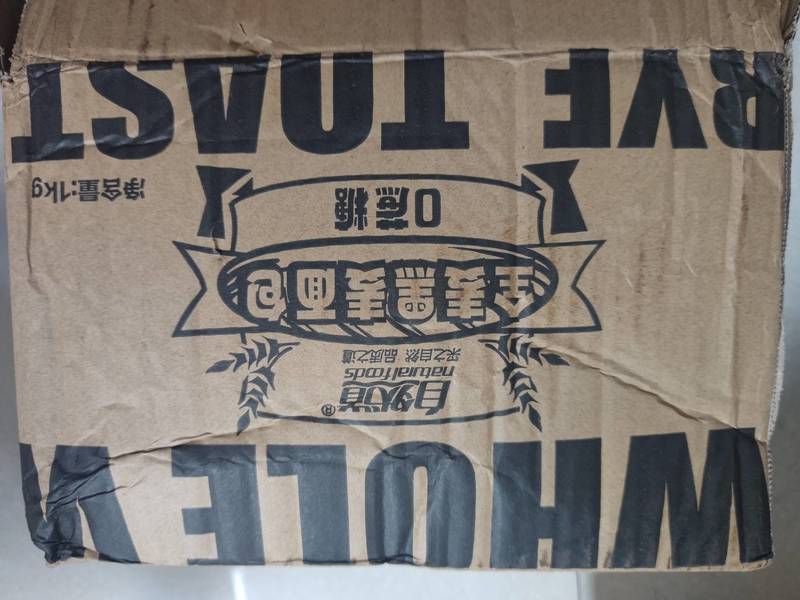 WHOLE W
自然道®
natural foods
采之自然 品质之道
全麦黑麦面包
0蔗糖
净含量:1kg
RYE TOAST